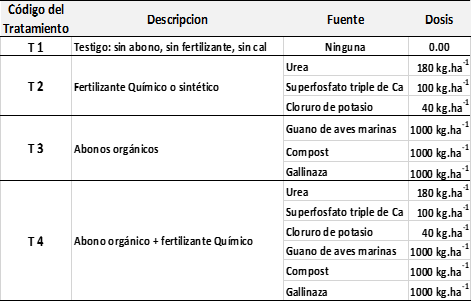 Código del Tratamiento Descripcion Fuente Dosis
T 1 Testigo: sin abono, sin fertilizante, sin cal Ninguna 0.00
Urea 180 kg.ha-1
T 2 Fertilizante Químico o sintético Superfosfato triple de Ca 100 kg.ha-1
Cloruro de potasio 40 kg.ha-1
Guano de aves marinas 1000 kg.ha-1
T 3 Abonos orgánicos Compost 1000 kg.ha-1
Gallinaza 1000 kg.ha-1
Urea 180 kg.ha-1
Superfosfato triple de Ca 100 kg.ha-1
Cloruro de potasio 40 kg.ha-1
T 4 Abono orgánico + fertilizante Químico Guano de aves marinas 1000 kg.ha-1
Compost 1000 kg.ha-1
Gallinaza 1000 kg.ha-1